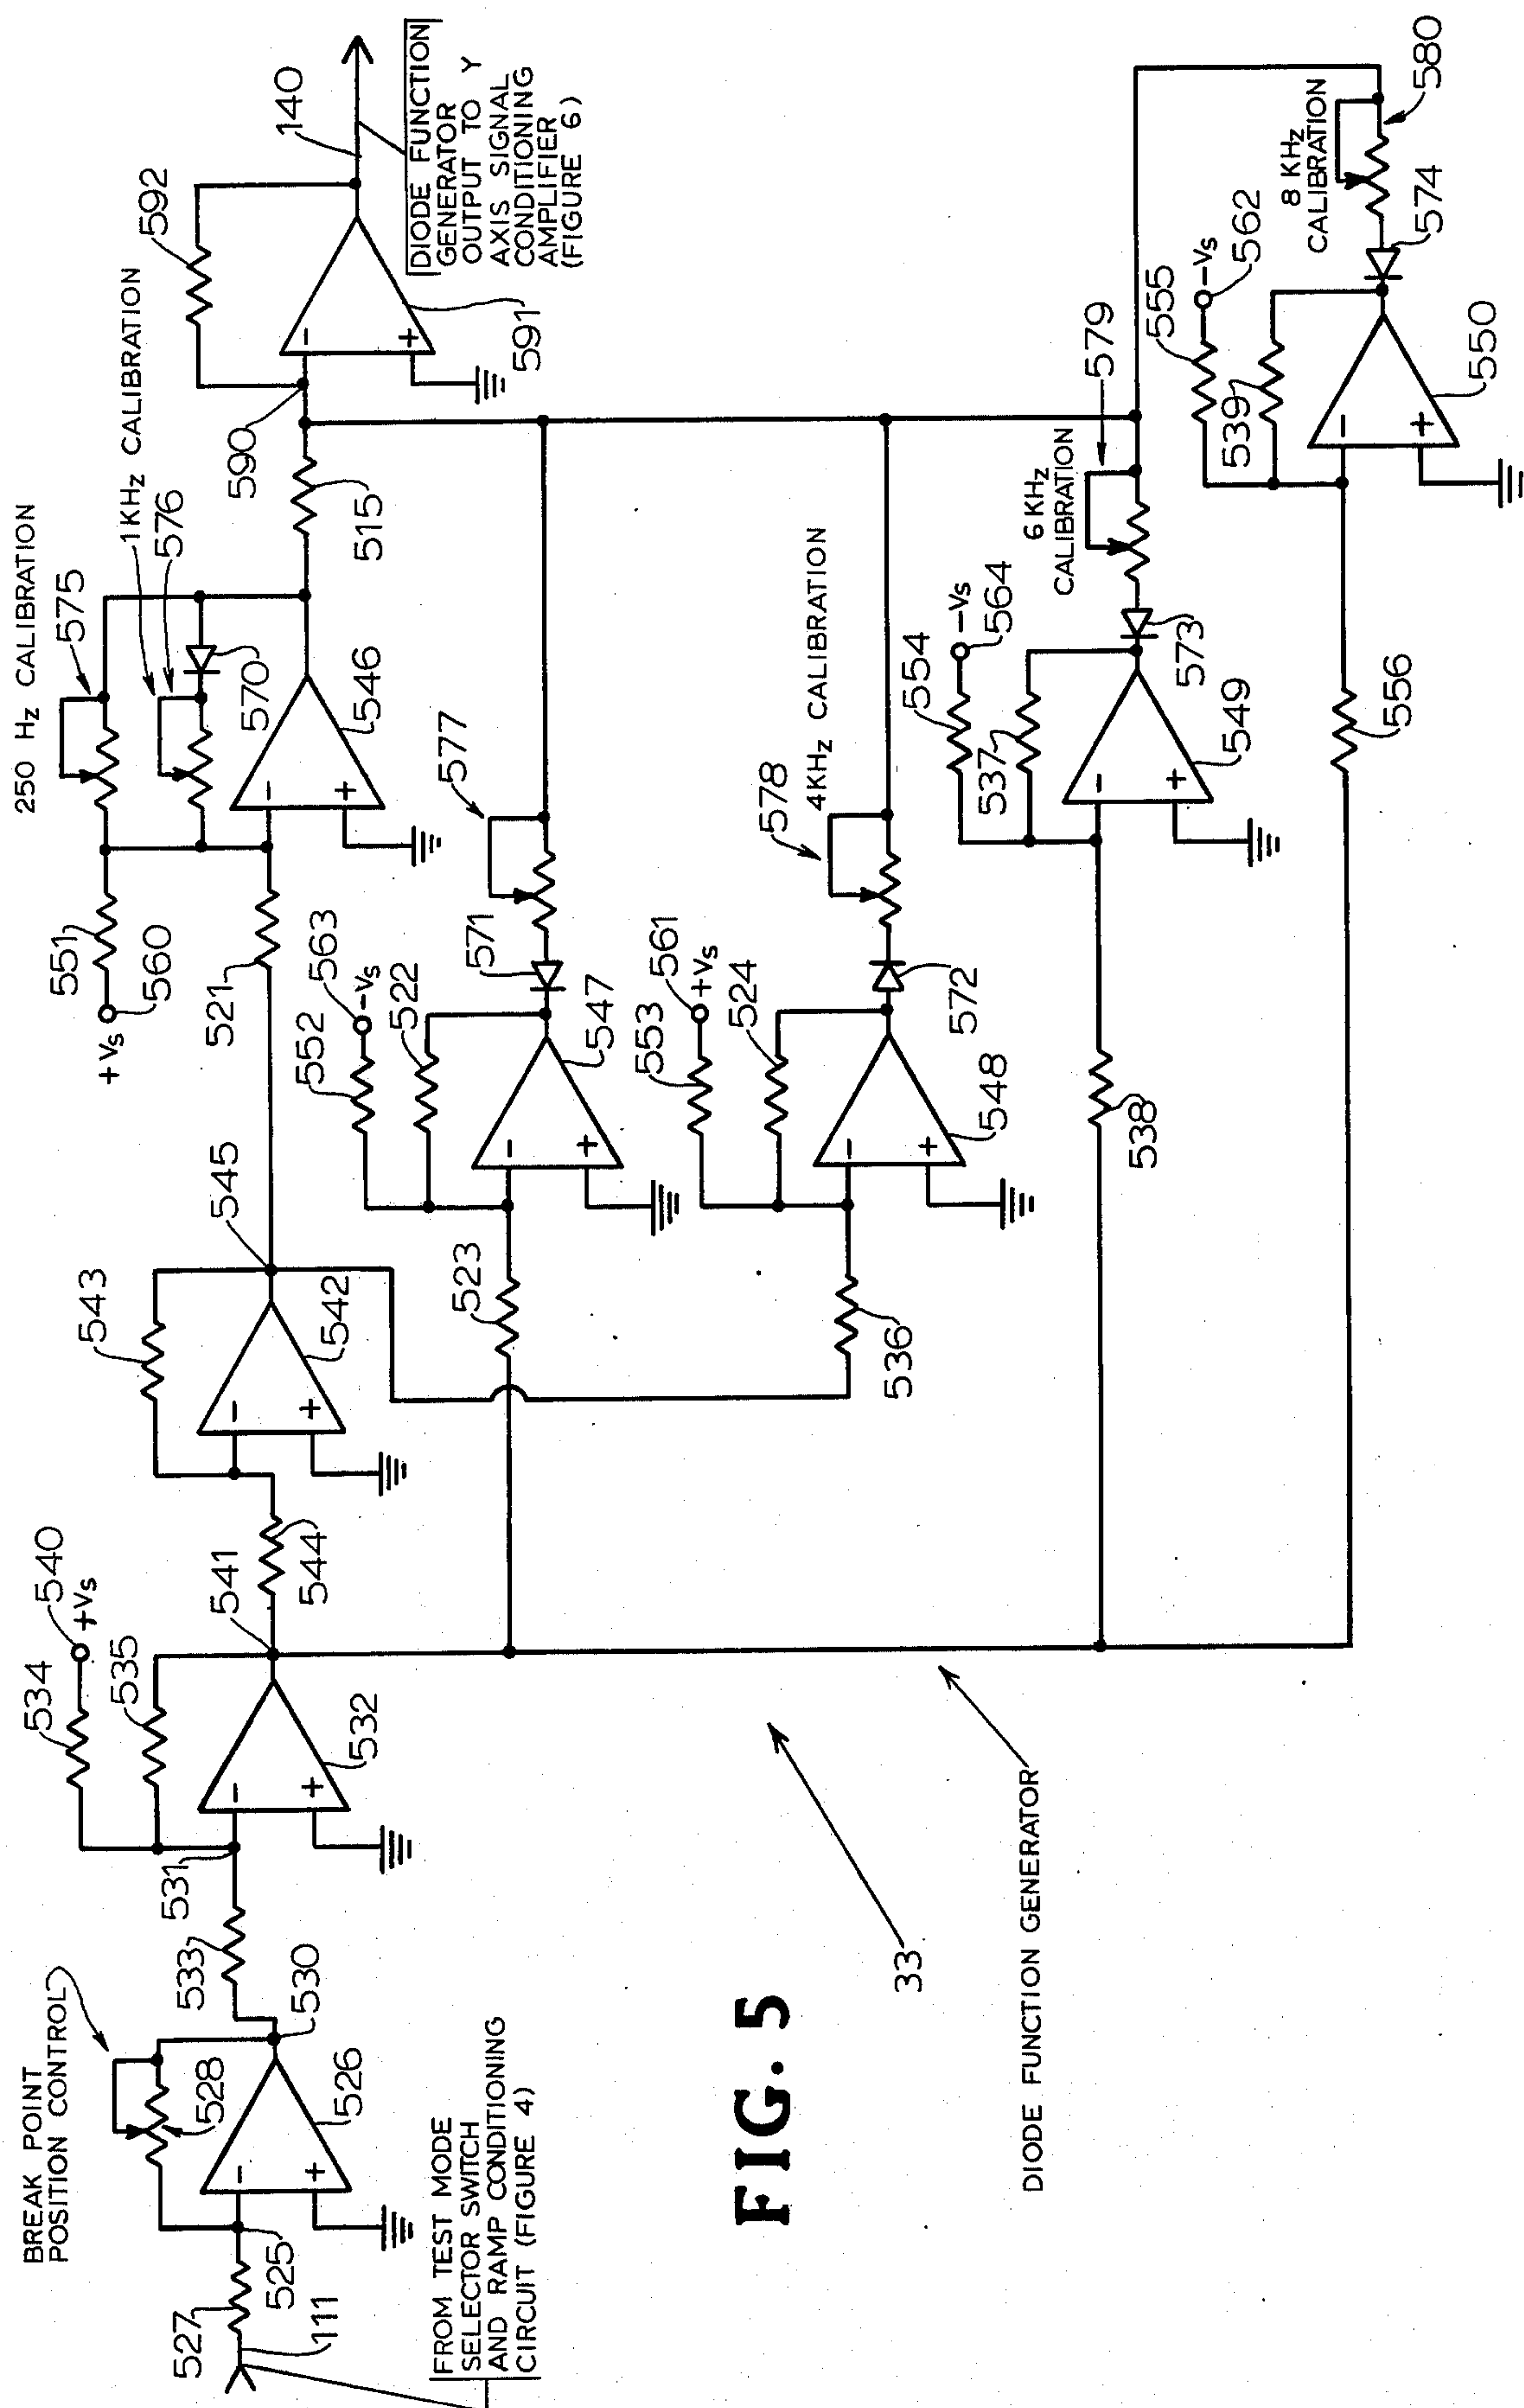 BREAK POINT
POSITION CONTROL
528
527
111
525
526
530
533
531
534
540
+Vs
535
532
541
544
543
542
545
FROM TEST MODE
SELECTOR SWITCH
AND RAMP CONDITIONING
CIRCUIT (FIGURE 4)
250 Hz CALIBRATION
575
1 KHz CALIBRATION
576
551
560
+Vs
521
570
546
515
590
592
591
140
DIODE FUNCTION
GENERATOR
OUTPUT TO Y
AXIS SIGNAL
CONDITIONING
AMPLIFIER
(FIGURE 6)
523
552
563
-Vs
522
547
571
577
536
553
561
+Vs
524
548
572
578
4KHz CALIBRATION
538
554
564
-Vs
537
549
573
6 KHz
CALIBRATION
579
556
555
562
-Vs
539
550
574
8 KHz
CALIBRATION
580
33
DIODE FUNCTION GENERATOR
FIG. 5
- +
- +
- +
- +
- +
- +
- +
- +
- +